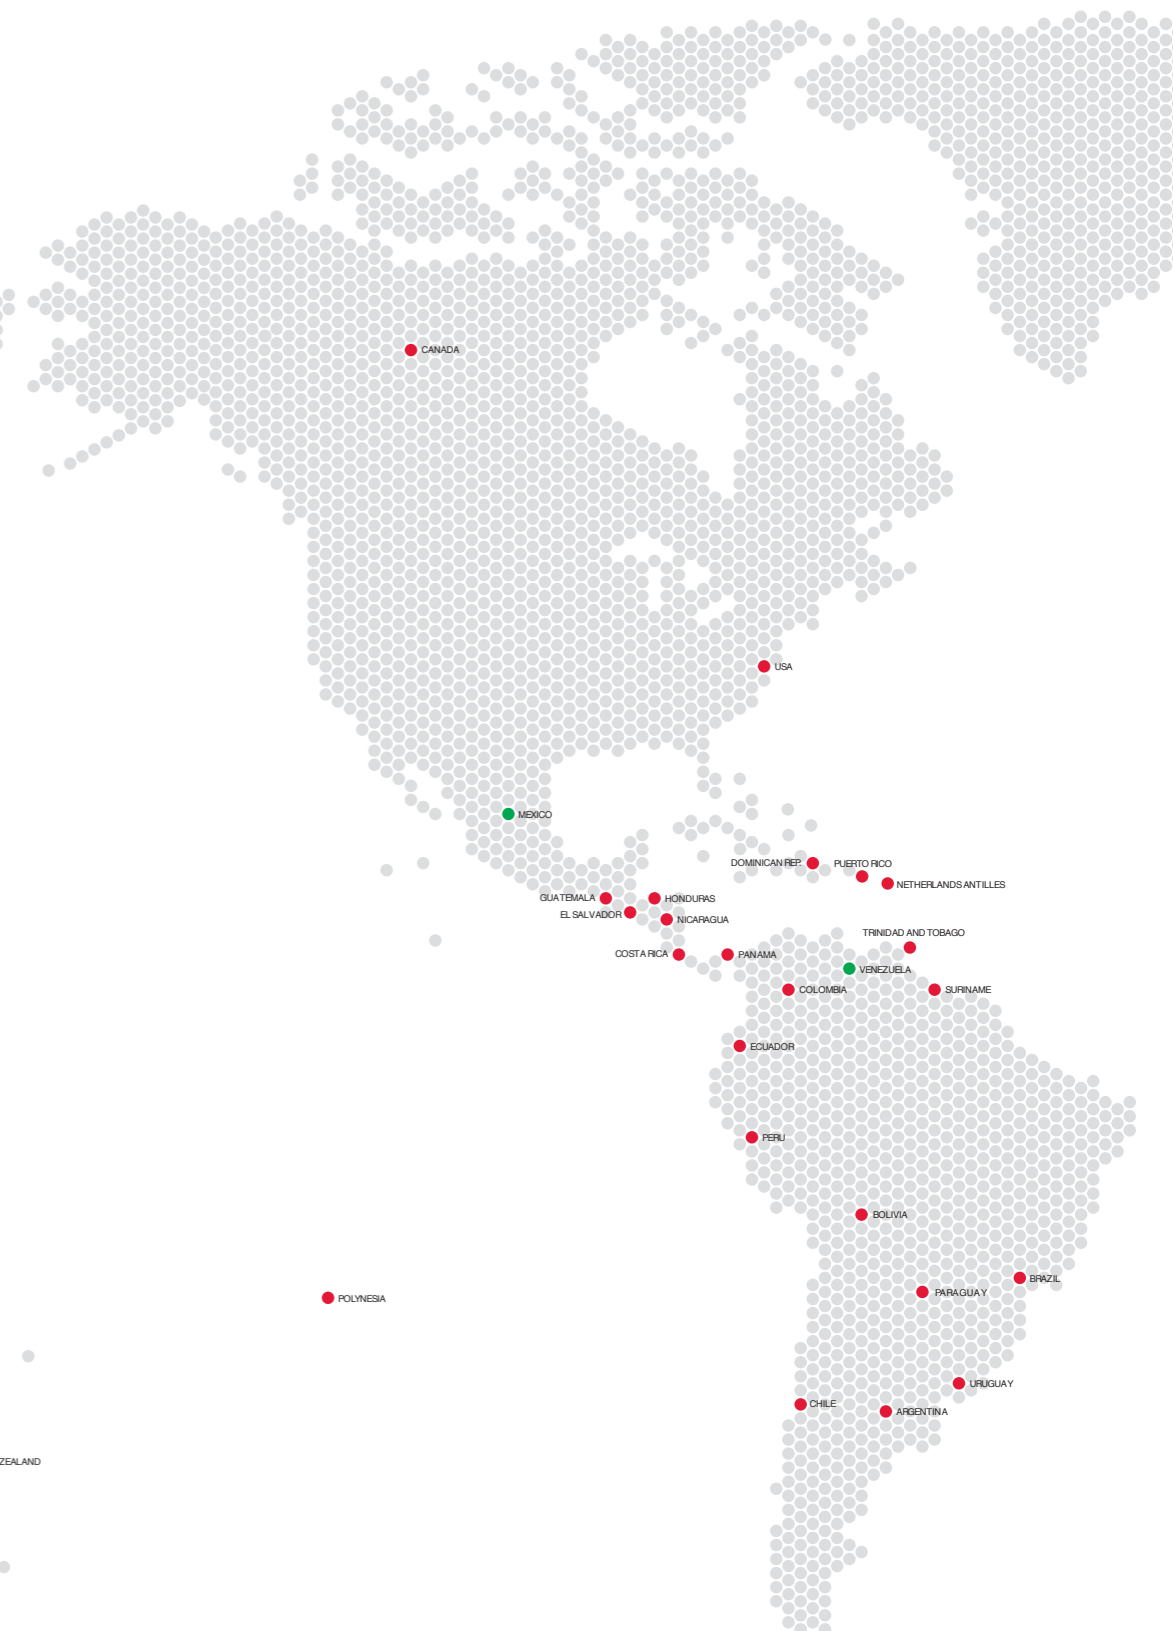 CANADA
USA
MEXICO
DOMINICAN REP.
PUERTO RICO
NETHERLANDS ANTILLES
GUATEMALA
HONDURAS
EL SALVADOR
NICARAGUA
TRINIDAD AND TOBAGO
COSTA RICA
PANAMA
VENEZUELA
COLOMBIA
SURINAME
ECUADOR
PERU
BOLIVIA
BRAZIL
PARAGUAY
POLYNESIA
URUGUAY
CHILE
ARGENTINA
ZEALAND